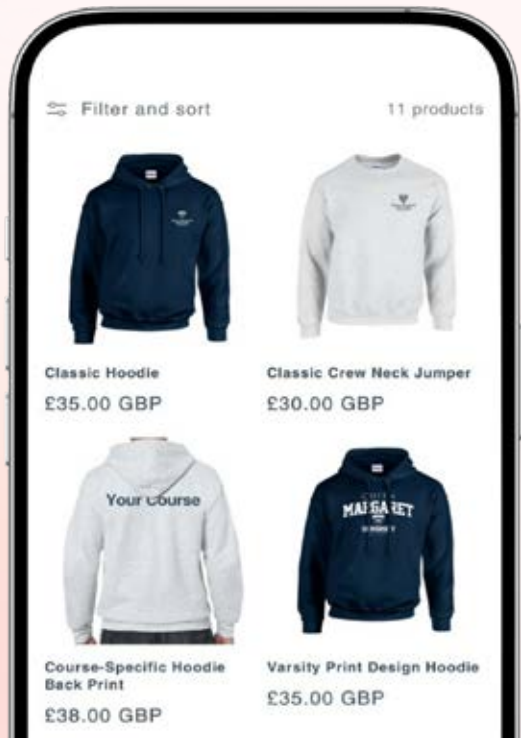 Filter and sort
11 products
Classic Hoodie
£35.00 GBP
Classic Crew Neck Jumper
£30.00 GBP
Your Course
MARGARET
Course-Specific Hoodie
Back Print
£38.00 GBP
Varsity Print Design Hoodie
£35.00 GBP